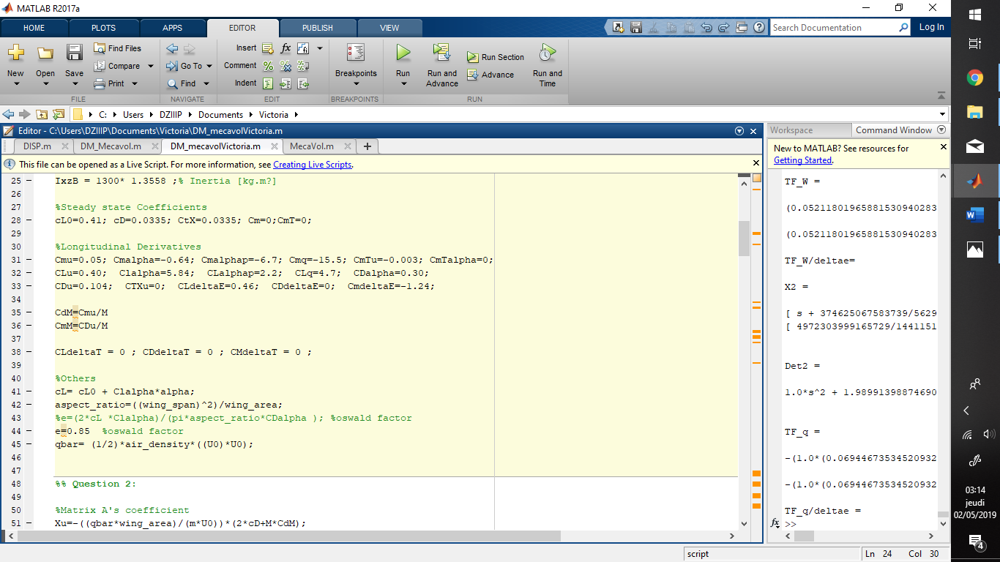 MATLAB R2017a
HOME PLOTS APPS EDITOR PUBLISH VIEW Search Documentation Log In
New Open Save Find Files Compare Print Go To Find Insert fx Comment % Indent Breakpoints Run Run and Advance Run Section Advance Run and Time
FILE NAVIGATE EDIT BREAKPOINTS RUN
C: Users DZIIIP Documents Victoria
Editor - C:\Users\DZIIIP\Documents\Victoria\DM_mecavolVictoria.m
DISP.m DM_Mecavol.m DM_mecavolVictoria.m MecaVol.m
This file can be opened as a Live Script. For more information, see Creating Live Scripts.
25 IxzB = 1300* 1.3558 ;% Inertia [kg.m?]
26
27 %Steady state Coefficients
28 cL0=0.41; cD=0.0335; CtX=0.0335; Cm=0;CmT=0;
29
30 %Longitudinal Derivatives
31 Cmu=0.05; Cmalpha=-0.64; Cmalphap=-6.7; Cmq=-15.5; CmTu=-0.003; CmTalpha=0;
32 CLu=0.40; Clalpha=5.84; CLalphap=2.2; CLq=4.7; CDalpha=0.30;
33 CDu=0.104; CTXu=0; CLdeltaE=0.46; CDdeltaE=0; CmdeltaE=-1.24;
34
35 CdM=Cmu/M
36 CmM=CDu/M
37
38 CLdeltaT = 0 ; CDdeltaT = 0 ; CMdeltaT = 0 ;
39
40 %Others
41 cL= cL0 + Clalpha*alpha;
42 aspect_ratio=((wing_span)^2)/wing_area;
43 %e=(2*cL *Clalpha)/(pi*aspect_ratio*CDalpha ); %oswald factor
44 e=0.85 %oswald factor
45 qbar= (1/2)*air_density*((U0)*U0);
46
47
48 %% Question 2:
49
50 %Matrix A's coefficient
51 Xu=-((qbar*wing_area)/(m*U0))*(2*cD+M*CdM);
Workspace Command Window
New to MATLAB? See resources for
Getting Started.
TF_W =
(0.05211801965881530940283
(0.05211801965881530940283
TF_W/deltae=
X2 =
[ s + 374625067583739/5629
[ 4972303999165729/1441151
Det2 =
1.0*s^2 + 1.98991398874690
TF_q =
-(1.0*(0.06944673534520932
-(1.0*(0.06944673534520932
TF_q/deltae =
fx >>
script Ln 24 Col 30
03:14
jeudi
02/05/2019
4